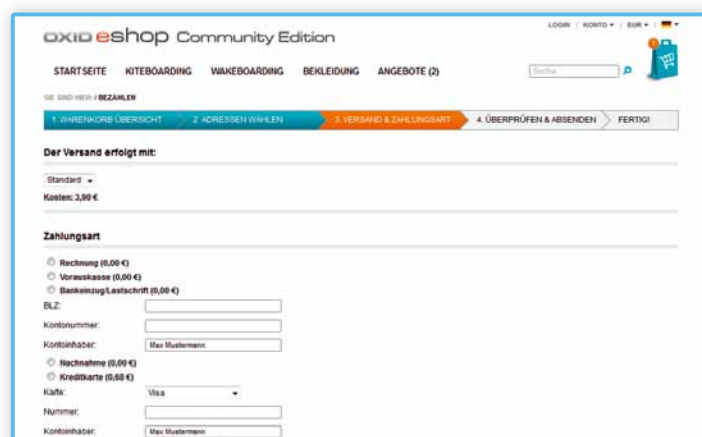 LOGIN | KONTO | EUR |
OXID eshop Community Edition
1
STARTSEITE KITEBOARDING WAKEBOARDING BEKLEIDUNG ANGEBOTE (2) Suche
SIE SIND HIER: / BEZAHLEN
1. WARENKORB ÜBERSICHT 2. ADRESSEN WÄHLEN 3. VERSAND & ZAHLUNGSART 4. ÜBERPRÜFEN & ABSENDEN FERTIG!
Der Versand erfolgt mit:
Standard
Kosten: 3,90 €
Zahlungsart
Rechnung (0,00 €)
Vorauskasse (0,00 €)
Bankeinzug/Lastschrift (0,00 €)
BLZ:
Kontonummer:
Kontoinhaber: Max Mustermann
Nachnahme (0,00 €)
Kreditkarte (0,68 €)
Karte: Visa
Nummer:
Kontoinhaber: Max Mustermann